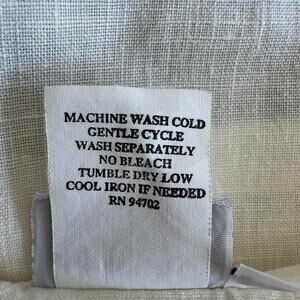 MACHINE WASH COLD
GENTLE CYCLE
WASH SEPARATELY
NO BLEACH
TUMBLE DRY LOW
COOL IRON IF NEEDED
RN 94702